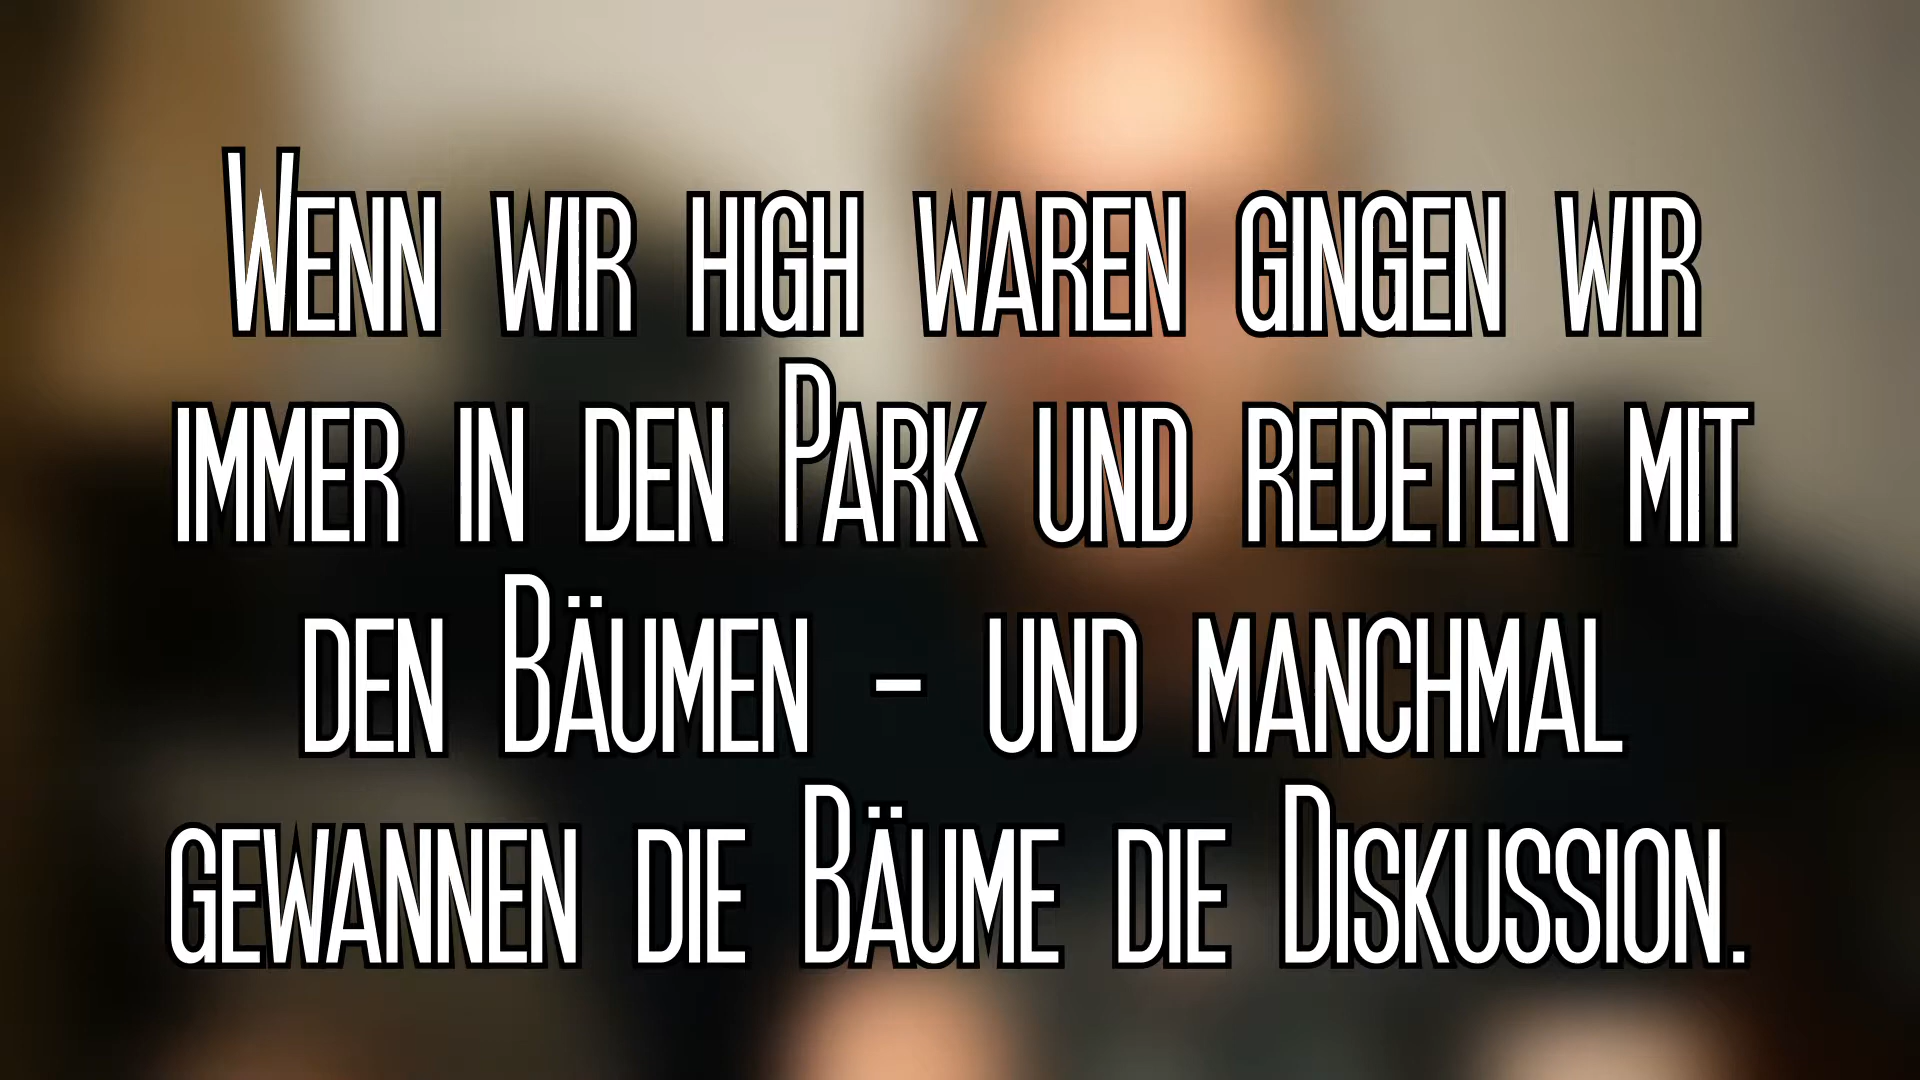 Wenn wir high waren gingen wir
immer in den Park und redeten mit
den Bäumen - und manchmal
gewannen die Bäume die Diskussion.